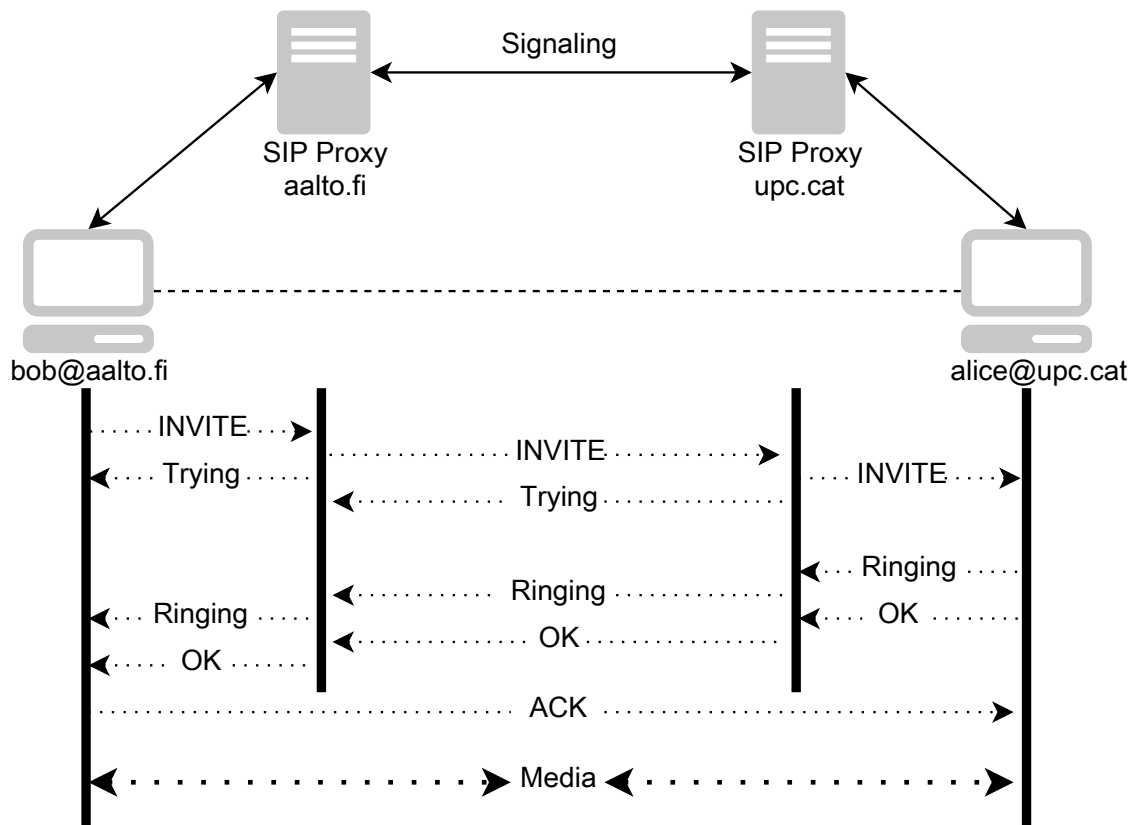 Signaling
SIP Proxy
aalto.fi
SIP Proxy
upc.cat
bob@aalto.fi
alice@upc.cat
INVITE
INVITE
Trying
INVITE
Trying
Ringing
Ringing
Ringing
OK
OK
OK
ACK
Media